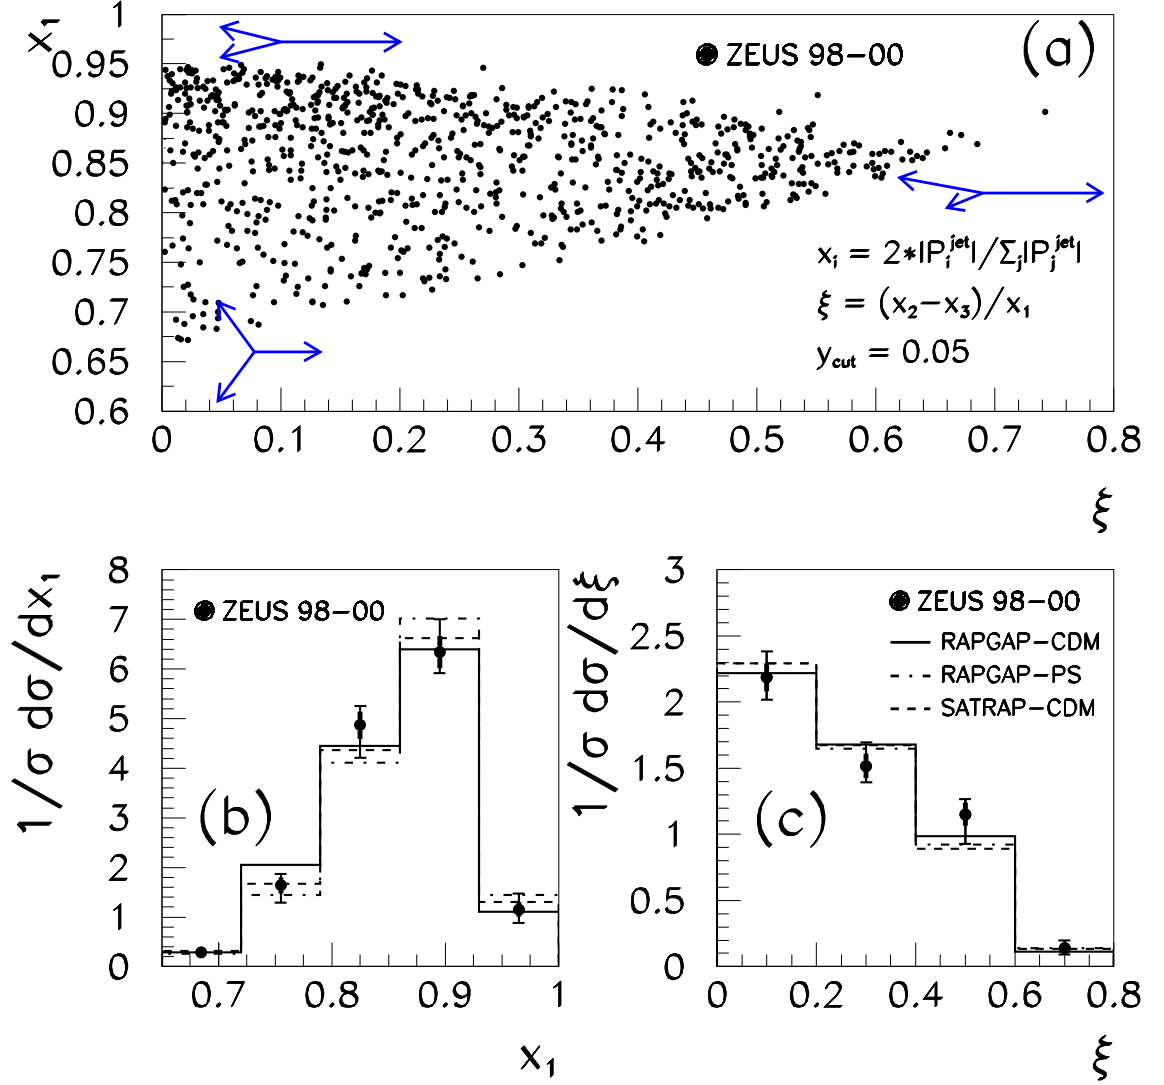 x₁
1
0.95
0.9
0.85
0.8
0.75
0.7
0.65
0.6
ZEUS 98-00
(a)
xᵢ = 2*|Pᵢʲᵉᵗ|/Σⱼ|Pⱼʲᵉᵗ|
ξ = (x₂-x₃)/x₁
y_cut = 0.05
0 0.1 0.2 0.3 0.4 0.5 0.6 0.7 0.8
ξ
1/σ dσ/dx₁
8
7
6
5
4
3
2
1
0
ZEUS 98-00
(b)
0.7 0.8 0.9 1
x₁
1/σ dσ/dξ
3
2.5
2
1.5
1
0.5
0
ZEUS 98-00
RAPGAP-CDM
RAPGAP-PS
SATRAP-CDM
(c)
0 0.2 0.4 0.6 0.8
ξ